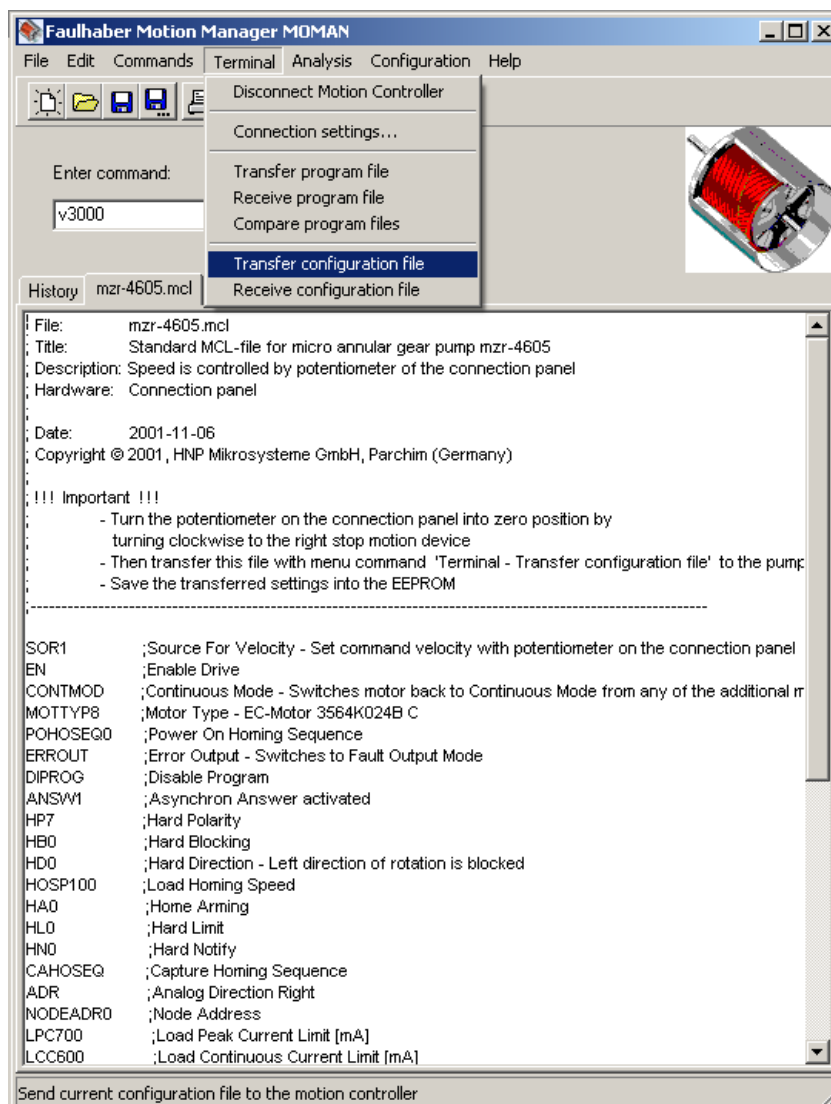 Faulhaber Motion Manager MOMAN
File Edit Commands Terminal Analysis Configuration Help
Disconnect Motion Controller
Connection settings...
Transfer program file
Receive program file
Compare program files
Transfer configuration file
Receive configuration file
Enter command:
v3000
History mzr-4605.mcl
; File: mzr-4605.mcl
; Title: Standard MCL-file for micro annular gear pump mzr-4605
; Description: Speed is controlled by potentiometer of the connection panel
; Hardware: Connection panel
;
; Date: 2001-11-06
; Copyright © 2001, HNP Mikrosysteme GmbH, Parchim (Germany)
;
; !!! Important !!!
; - Turn the potentiometer on the connection panel into zero position by
; turning clockwise to the right stop motion device
; - Then transfer this file with menu command 'Terminal - Transfer configuration file' to the pump
; - Save the transferred settings into the EEPROM
;-------------------------------------------------------------------------------------------------------------
SOR1 ;Source For Velocity - Set command velocity with potentiometer on the connection panel
EN ;Enable Drive
CONTMOD ;Continuous Mode - Switches motor back to Continuous Mode from any of the additional
MOTTYP8 ;Motor Type - EC-Motor 3564K024B C
POHOSEQ0 ;Power On Homing Sequence
ERROUT ;Error Output - Switches to Fault Output Mode
DIPROG ;Disable Program
ANSW1 ;Asynchron Answer activated
HP7 ;Hard Polarity
HB0 ;Hard Blocking
HD0 ;Hard Direction - Left direction of rotation is blocked
HOSP100 ;Load Homing Speed
HA0 ;Home Arming
HL0 ;Hard Limit
HN0 ;Hard Notify
CAHOSEQ ;Capture Homing Sequence
ADR ;Analog Direction Right
NODEADR0 ;Node Address
LPC700 ;Load Peak Current Limit [mA]
LCC600 ;Load Continuous Current Limit [mA]
Send current configuration file to the motion controller